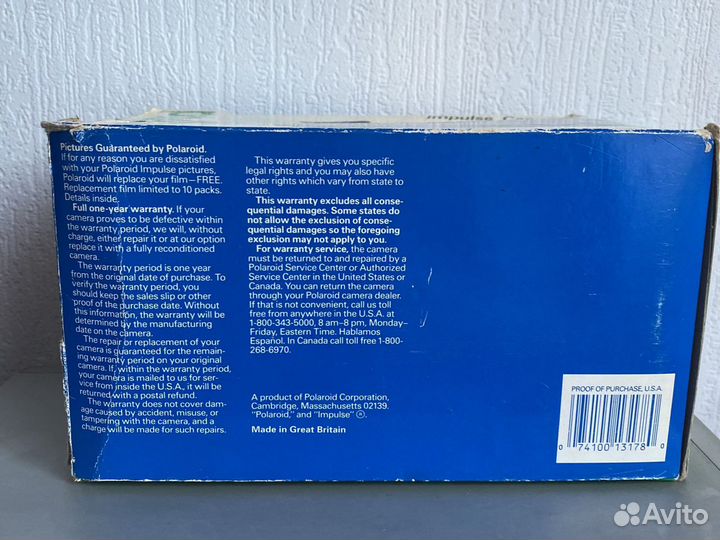 Impulse
Pictures Guaranteed by Polaroid.
If for any reason you are dissatisfied
with your Polaroid Impulse pictures,
Polaroid will replace your film—FREE.
Replacement film limited to 10 packs.
Details inside.
Full one-year warranty. If your
camera proves to be defective within
the warranty period, we will, without
charge, either repair it or at our option
replace it with a fully reconditioned
camera.
The warranty period is one year
from the original date of purchase. To
verify the warranty period, you
should keep the sales slip or other
proof of the purchase date. Without
this information, the warranty will be
determined by the manufacturing
date on the camera.
The repair or replacement of your
camera is guaranteed for the remain-
ing warranty period on your original
camera. If, within the warranty period,
your camera is mailed to us for ser-
vice from inside the U.S.A., it will be
returned with a postal refund.
The warranty does not cover dam-
age caused by accident, misuse, or
tampering with the camera, and a
charge will be made for such repairs.
This warranty gives you specific
legal rights and you may also have
other rights which vary from state to
state.
This warranty excludes all conse-
quential damages. Some states do
not allow the exclusion of conse-
quential damages so the foregoing
exclusion may not apply to you.
For warranty service, the camera
must be returned to and repaired by a
Polaroid Service Center or Authorized
Service Center in the United States or
Canada. You can return the camera
through your Polaroid camera dealer.
If that is not convenient, call us toll
free from anywhere in the U.S.A. at
1-800-343-5000, 8 am–8 pm, Monday–
Friday, Eastern Time. Hablamos
Español. In Canada call toll free 1-800-
268-6970.
A product of Polaroid Corporation,
Cambridge, Massachusetts 02139.
"Polaroid," and "Impulse" ®.
Made in Great Britain
PROOF OF PURCHASE, U.S.A.
0 74100 13178 0
Avito